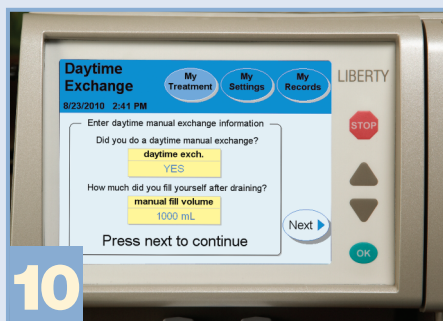 Daytime
Exchange
My
Treatment
My
Settings
My
Records
8/23/2010 2:41 PM
LIBERTY
STOP
Enter daytime manual exchange information
Did you do a daytime manual exchange?
daytime exch.
YES
How much did you fill yourself after draining?
manual fill volume
1000 mL
Next
Press next to continue
OK
10